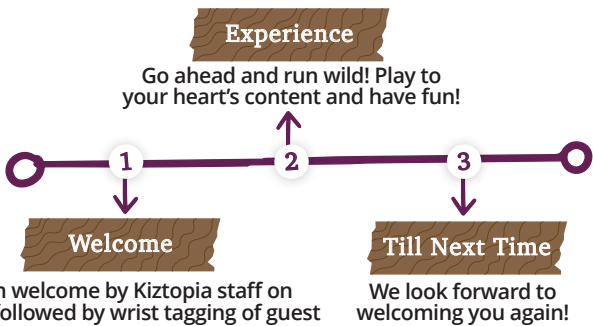 Experience
Go ahead and run wild! Play to
your heart's content and have fun!
1
2
3
Welcome
welcome by Kiztopia staff on
followed by wrist tagging of guest
Till Next Time
We look forward to
welcoming you again!